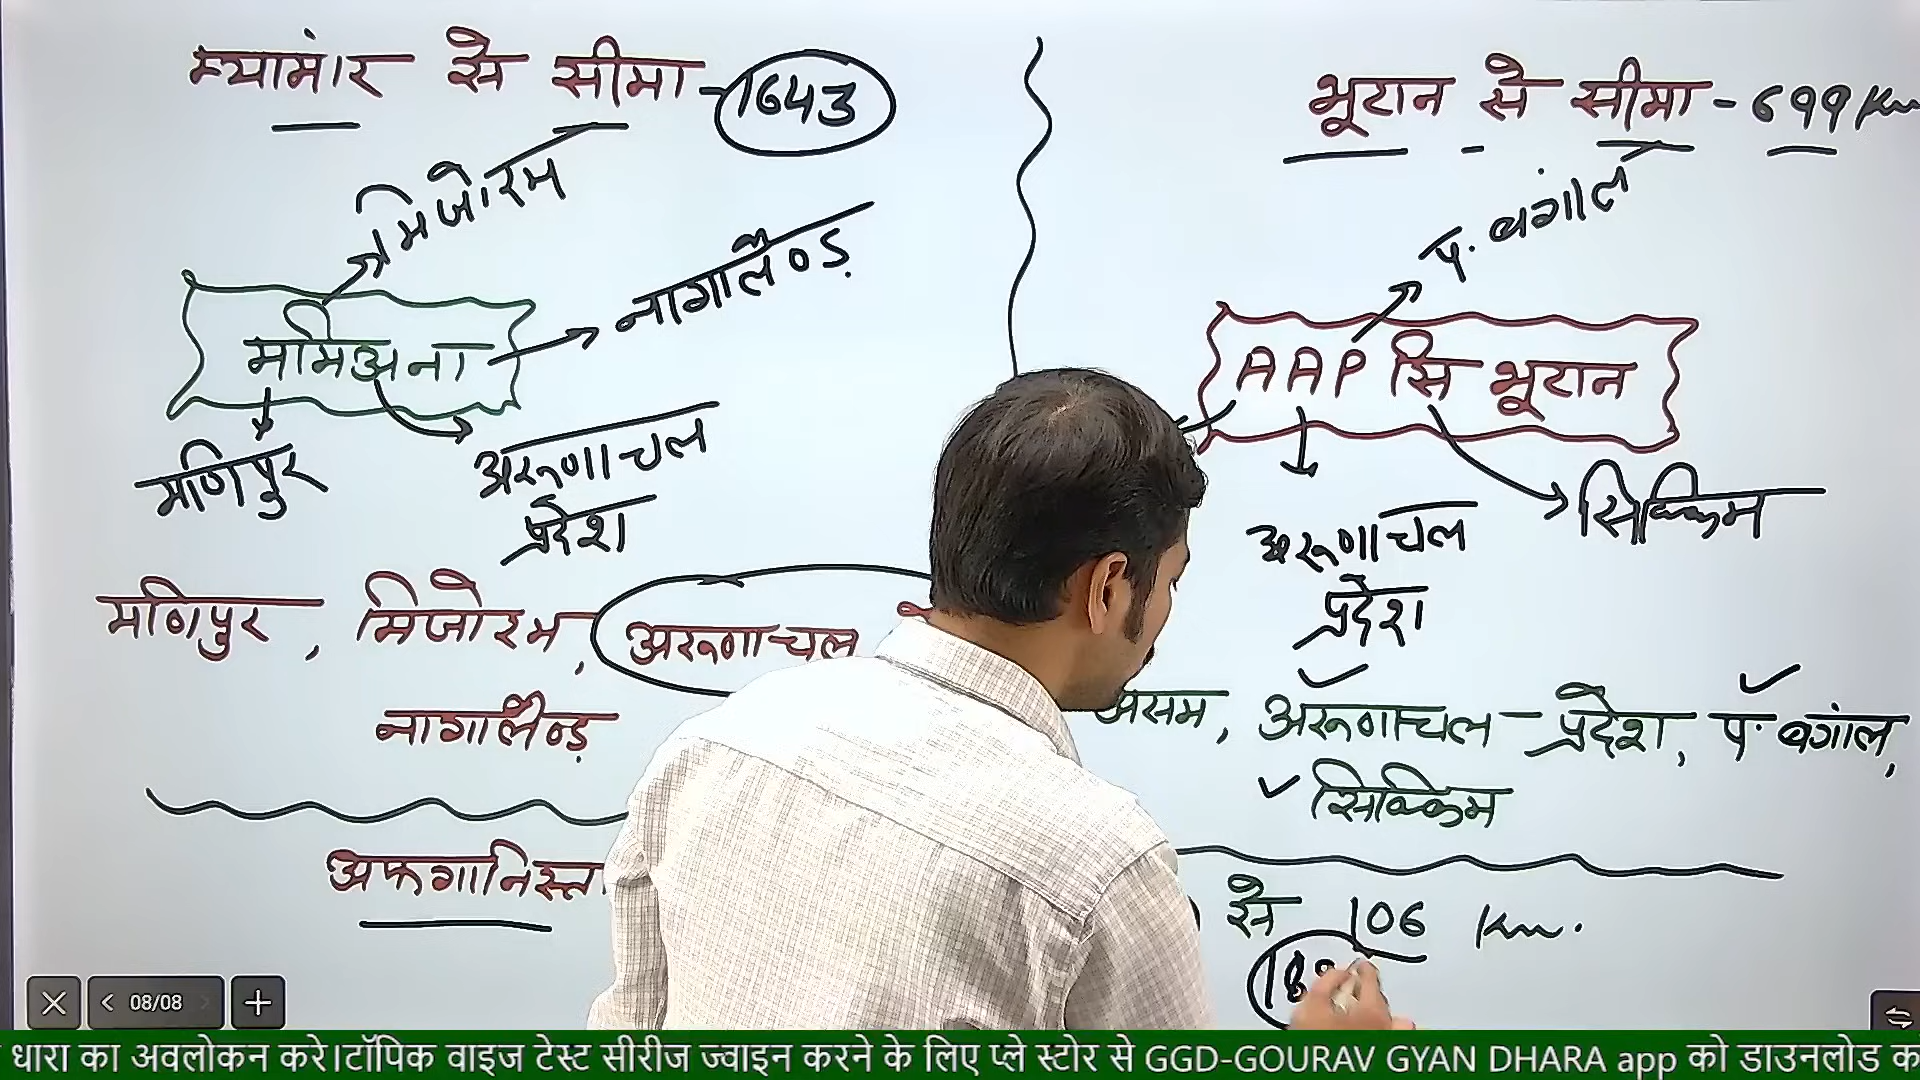 म्यामांर से सीमा - 1643
मिजोरम
नागालैण्ड़
ममिअना
मणिपुर
अरूणाचल
प्रदेश
मणिपुर , मिजोरम , अरूणाचल
नागालैण्ड़
अफगानिस्ता
भूटान से सीमा - 699 Km
प. बंगाल
AAP सि भूटान
अरूणाचल
प्रदेश
सिक्किम
असम, अरूणाचल - प्रदेश, प. बंगाल,
सिक्किम
से 106 Km.
08/08
धारा का अवलोकन करे।टॉपिक वाइज टेस्ट सीरीज ज्वाइन करने के लिए प्ले स्टोर से GGD-GOURAV GYAN DHARA app को डाउनलोड क